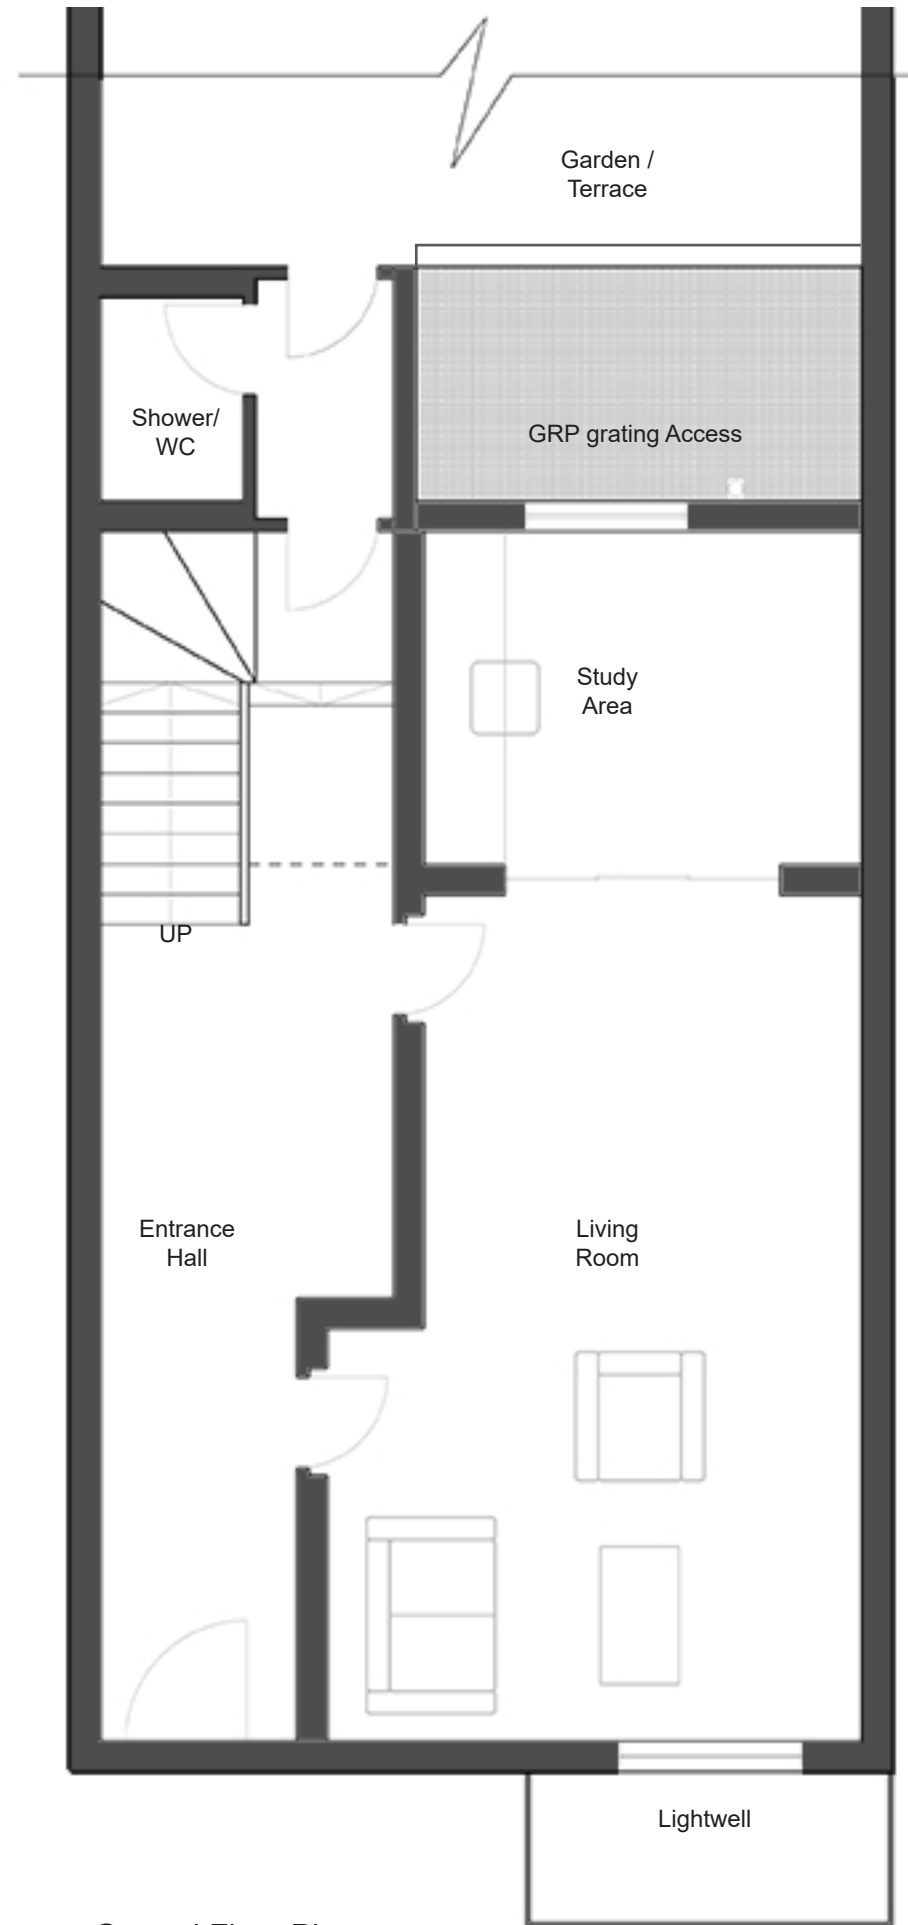 Garden /
Terrace
Shower/
WC
GRP grating Access
Study
Area
UP
Entrance
Hall
Living
Room
Lightwell